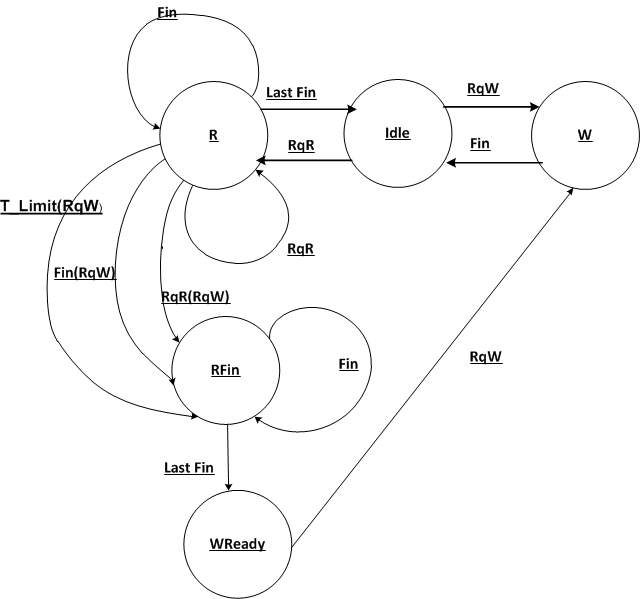 Fin
Last Fin
RqW
R
Idle
W
RqR
Fin
T_Limit(RqW)
RqR
Fin(RqW)
RqR(RqW)
RFin
Fin
RqW
Last Fin
WReady